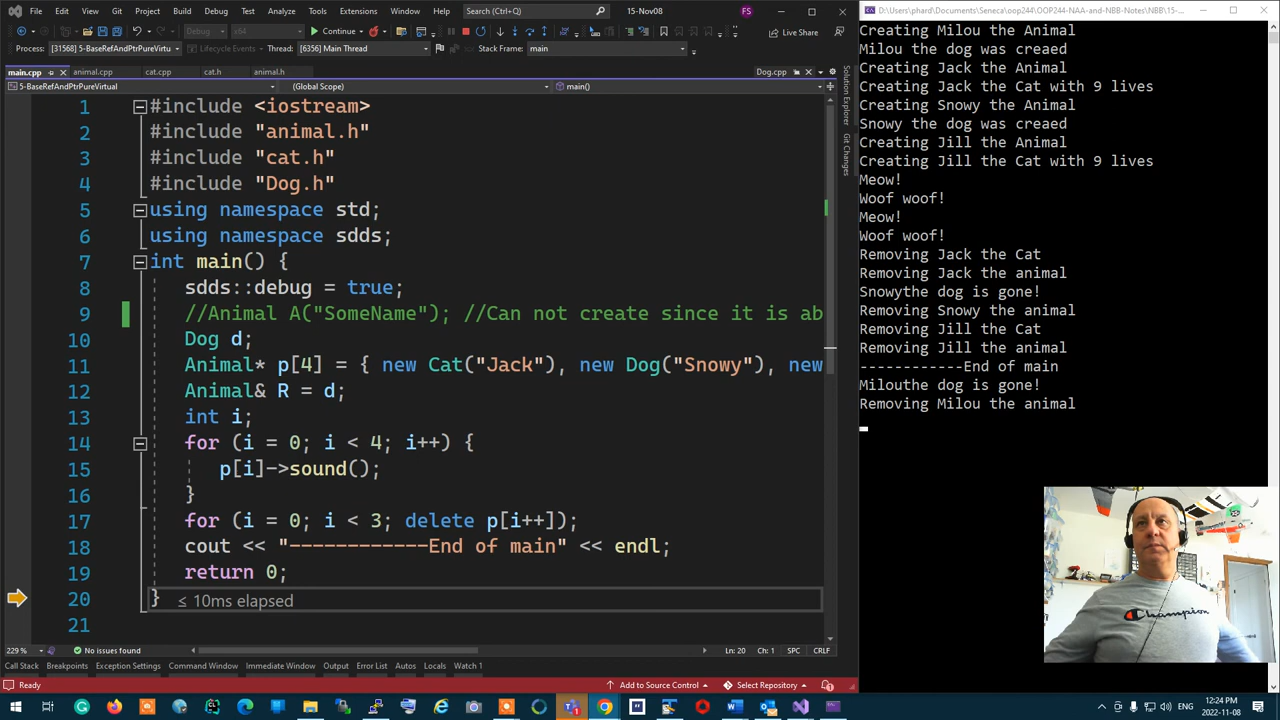 File Edit View Git Project Build Debug Test Analyze Tools Extensions Window Help Search (Ctrl+Q) 15-Nov08 FS
Continue Live Share
Process: [31568] 5-BaseRefAndPtrPureVirtu Lifecycle Events Thread: [6356] Main Thread Stack Frame: main
main.cpp animal.cpp cat.cpp cat.h animal.h Dog.cpp
5-BaseRefAndPtrPureVirtual (Global Scope) main()
1 #include <iostream>
2 #include "animal.h"
3 #include "cat.h"
4 #include "Dog.h"
5 using namespace std;
6 using namespace sdds;
7 int main() {
8 sdds::debug = true;
9 //Animal A("SomeName"); //Can not create since it is ab
10 Dog d;
11 Animal* p[4] = { new Cat("Jack"), new Dog("Snowy"), new
12 Animal& R = d;
13 int i;
14 for (i = 0; i < 4; i++) {
15 p[i]->sound();
16 }
17 for (i = 0; i < 3; delete p[i++]);
18 cout << "------------End of main" << endl;
19 return 0;
20 } ≤ 10ms elapsed
21
Solution Explorer
Git Changes
229% No issues found Ln: 20 Ch: 1 SPC CRLF
Call Stack Breakpoints Exception Settings Command Window Immediate Window Output Error List Autos Locals Watch 1
Ready Add to Source Control Select Repository
D:\Users\phard\Documents\Seneca\oop244\OOP244-NAA-and-NBB-Notes\NBB\15-...
Creating Milou the Animal
Milou the dog was creaed
Creating Jack the Animal
Creating Jack the Cat with 9 lives
Creating Snowy the Animal
Snowy the dog was creaed
Creating Jill the Animal
Creating Jill the Cat with 9 lives
Meow!
Woof woof!
Meow!
Woof woof!
Removing Jack the Cat
Removing Jack the animal
Snowythe dog is gone!
Removing Snowy the animal
Removing Jill the Cat
Removing Jill the animal
------------End of main
Milouthe dog is gone!
Removing Milou the animal
Champion
ENG 12:24 PM
2022-11-08